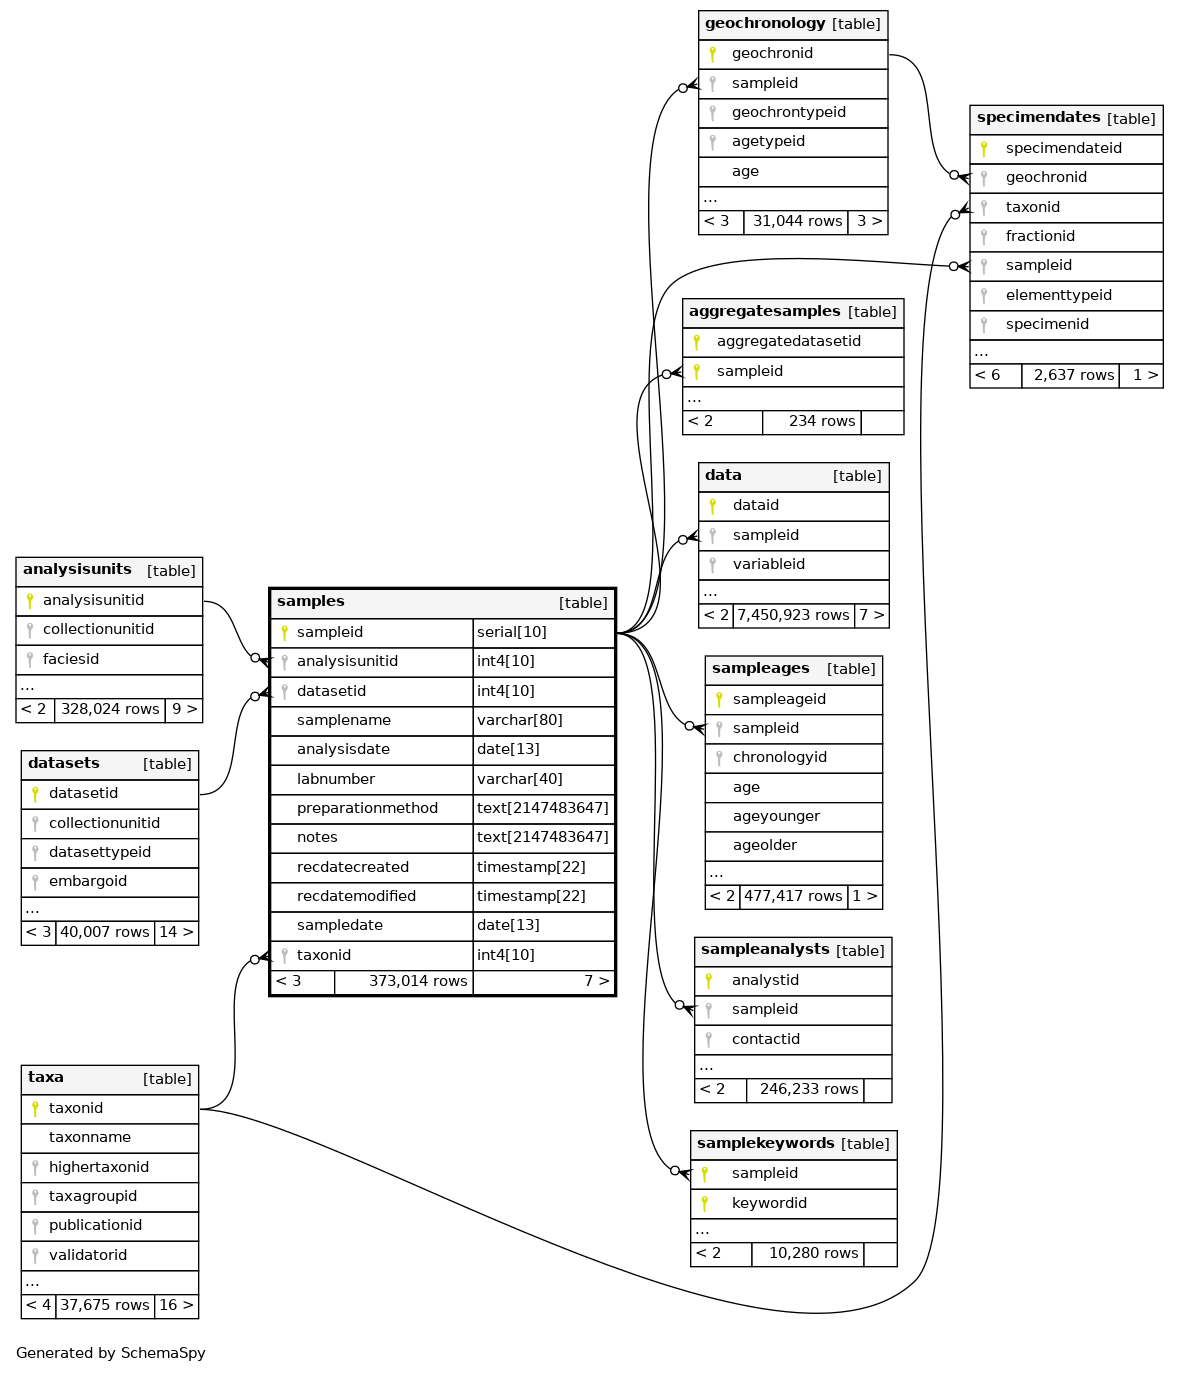 geochronology [table]
geochronid
sampleid
geochrontypeid
agetypeid
age
...
< 3 31,044 rows 3 >
specimendates [table]
specimendateid
geochronid
taxonid
fractionid
sampleid
elementtypeid
specimenid
...
< 6 2,637 rows 1 >
aggregatesamples [table]
aggregatedatasetid
sampleid
...
< 2 234 rows
data [table]
dataid
sampleid
variableid
...
< 2 7,450,923 rows 7 >
analysisunits [table]
analysisunitid
collectionunitid
faciesid
...
< 2 328,024 rows 9 >
samples [table]
sampleid serial[10]
analysisunitid int4[10]
datasetid int4[10]
samplename varchar[80]
analysisdate date[13]
labnumber varchar[40]
preparationmethod text[2147483647]
notes text[2147483647]
recdatecreated timestamp[22]
recdatemodified timestamp[22]
sampledate date[13]
taxonid int4[10]
< 3 373,014 rows 7 >
sampleages [table]
sampleageid
sampleid
chronologyid
age
ageyounger
ageolder
...
< 2 477,417 rows 1 >
datasets [table]
datasetid
collectionunitid
datasettypeid
embargoid
...
< 3 40,007 rows 14 >
sampleanalysts [table]
analystid
sampleid
contactid
...
< 2 246,233 rows
taxa [table]
taxonid
taxonname
highertaxonid
taxagroupid
publicationid
validatorid
...
< 4 37,675 rows 16 >
samplekeywords [table]
sampleid
keywordid
...
< 2 10,280 rows
Generated by SchemaSpy